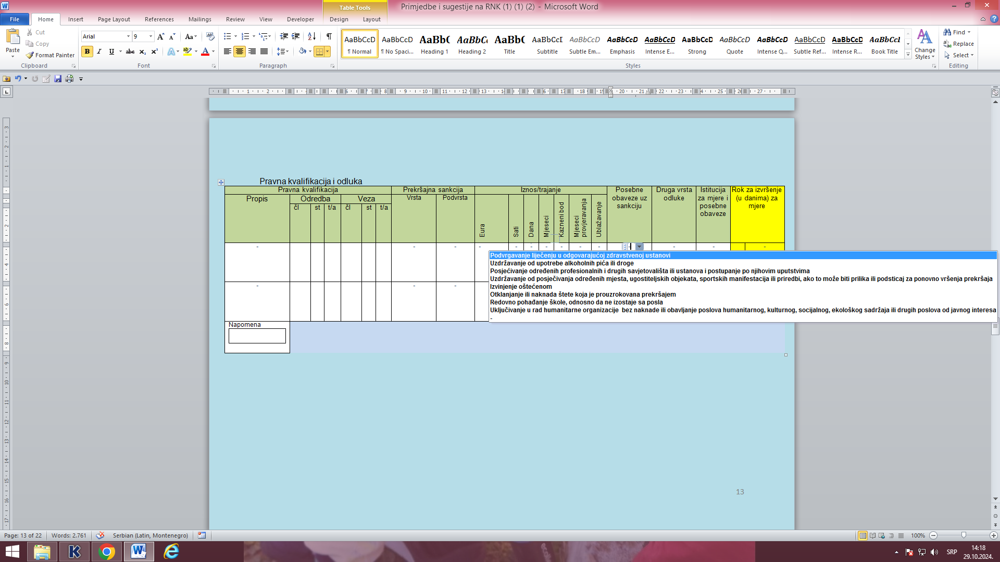 Table Tools
Primjedbe i sugestije na RNK (1) (1) (2) - Microsoft Word
File Home Insert Page Layout References Mailings Review View Developer Design Layout
Paste
Cut
Copy
Format Painter
Clipboard
Arial 9
Font
Paragraph
AaBbCcD AaBbCcD AaBbC AaBbCc AaBbC AaBbCcI AaBbCcD AaBbCcD AaBbCcD AaBbCcD AaBbCcD AaBbCcD AaBbCcD AaBbCcD AaBbCcI
¶ Normal ¶ No Spaci... Heading 1 Heading 2 Title Subtitle Subtle Em... Emphasis Intense E... Strong Quote Intense Q... Subtle Ref... Intense R... Book Title
Styles
Change Styles
Find
Replace
Select
Editing
Pravna kvalifikacija i odluka
Pravna kvalifikacija Prekršajna sankcija Iznos/trajanje
Propis Odredba Veza Vrsta Podvrsta
čl st t/a čl st t/a
Eura
Sati
Dana
Mjeseci
Kazneni bod
Mjeseci provjeravanja
Ublažavanje
Posebne obaveze uz sankciju
Druga vrsta odluke
Istitucija za mjere i posebne obaveze
Rok za izvršenje (u danima) za mjere
- - - - - - - - - - - - - - -
Podvrgavanje liječenju u odgovarajućoj zdravstvenoj ustanovi
Uzdržavanje od upotrebe alkoholnih pića ili droge
Posjećivanje određenih profesionalnih i drugih savjetovališta ili ustanova i postupanje po njihovim uputstvima
Uzdržavanje od posječivanja određenih mjesta, ugostiteljskih objekata, sportskih manifestacija ili priredbi, ako to može biti prilika ili podsticaj za ponovno vršenja prekršaja
Izvinjenje oštećenom
Otklanjanje ili naknada štete koja je prouzrokovana prekršajem
Redovno pohađanje škole, odnosno da ne izostaje sa posla
Uključivanje u rad humanitarne organizacije  bez naknade ili obavljanje poslova humanitarnog, kulturnog, socijalnog, ekološkog sadržaja ili drugih poslova od javnog interesa
-
- - -
Napomena
13
Page: 13 of 22 Words: 2.761 Serbian (Latin, Montenegro) 100%
SRP
14:18
29.10.2024.